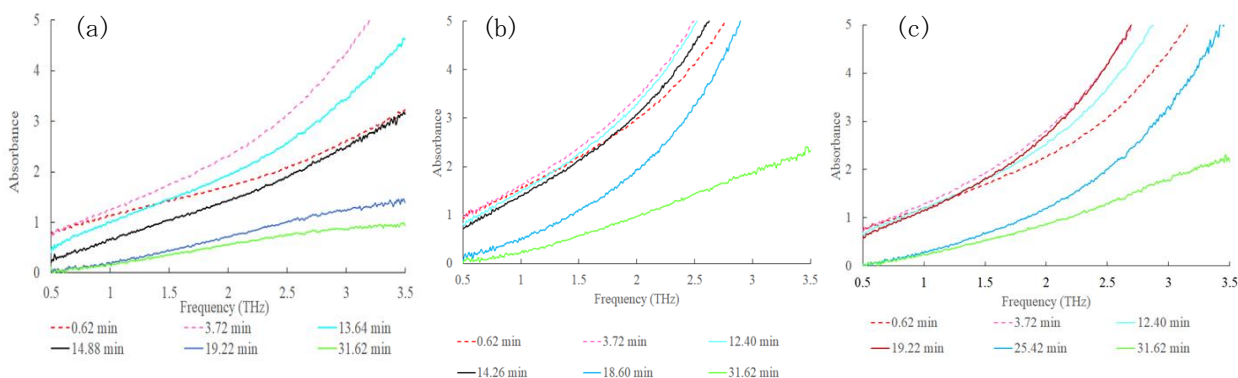 (a)
5
4
3
2
1
0
Absorbance
0.5 1 1.5 2 2.5 3 3.5
Frequency (THz)
0.62 min 3.72 min 13.64 min
14.88 min 19.22 min 31.62 min
(b)
5
4
3
2
1
0
Absorbance
0.5 1 1.5 2 2.5 3 3.5
Frequency (THz)
0.62 min 3.72 min 12.40 min
14.26 min 18.60 min 31.62 min
(c)
5
4
3
2
1
0
Absorbance
0.5 1 1.5 2 2.5 3 3.5
Frequency (THz)
0.62 min 3.72 min 12.40 min
19.22 min 25.42 min 31.62 min